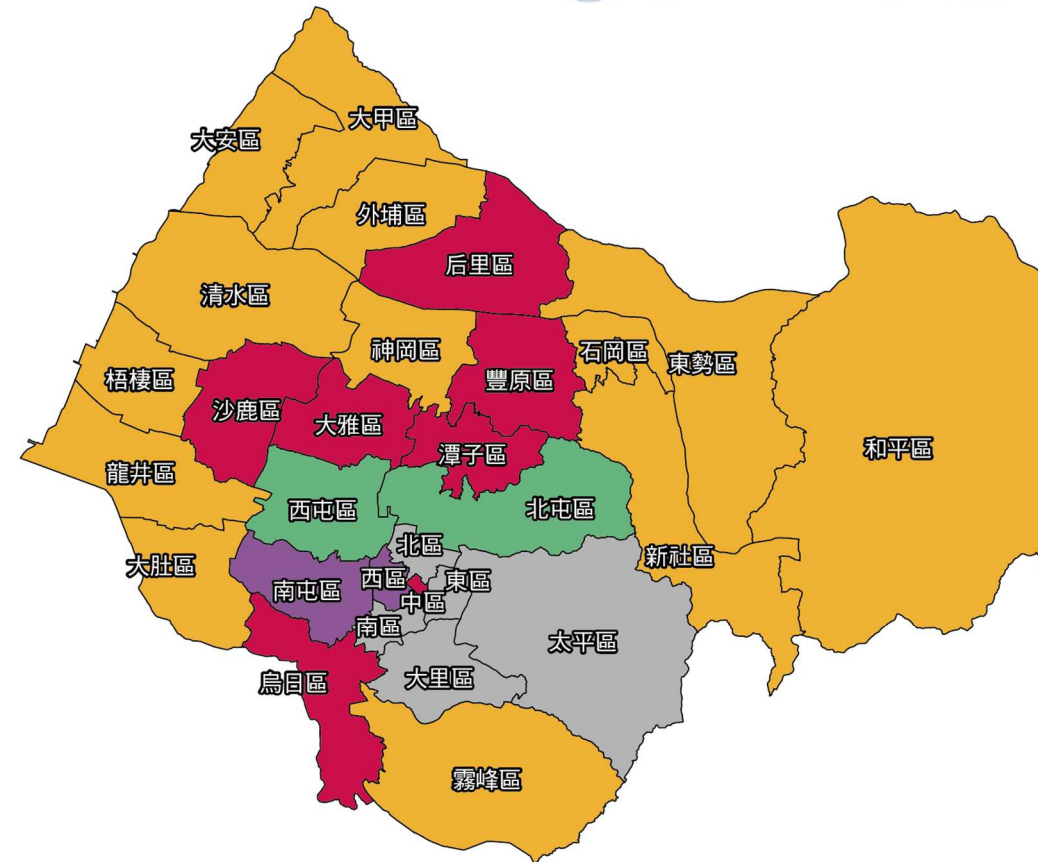 大甲區
大安區
外埔區
后里區
清水區
神岡區
石岡區
東勢區
梧棲區
豐原區
沙鹿區
大雅區
和平區
潭子區
龍井區
西屯區
北屯區
北區
新社區
大肚區
西區
東區
南屯區
中區
南區
太平區
大里區
烏日區
霧峰區